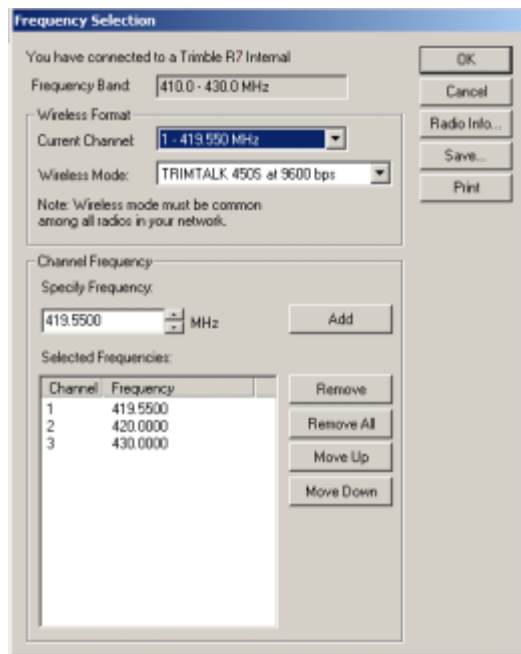 Frequency Selection
You have connected to a Trimble R7 Internal
OK
Frequency Band: 410.0 - 430.0 MHz
Cancel
Wireless Format
Radio Info...
Current Channel: 1 - 419.550 MHz
Save...
Wireless Mode: TRIMTALK 450S at 9600 bps
Print
Note: Wireless mode must be common
among all radios in your network.
Channel Frequency
Specify Frequency:
419.5500 MHz Add
Selected Frequencies:
Channel Frequency
Remove
1 419.5500
2 420.0000
Remove All
3 430.0000
Move Up
Move Down